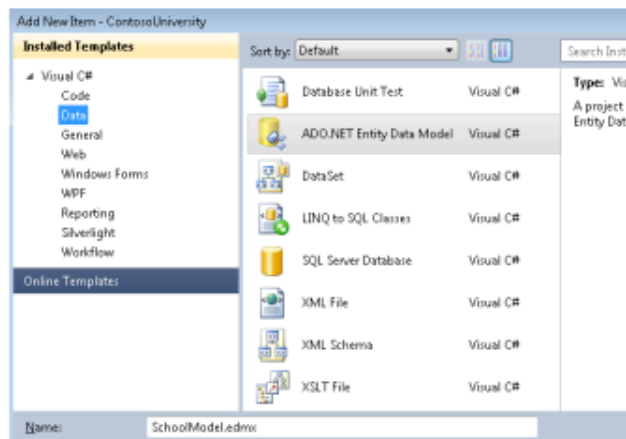 Add New Item - ContosoUniversity
Installed Templates
Visual C#
Code
Data
General
Web
Windows Forms
WPF
Reporting
Silverlight
Workflow
Online Templates
Sort by: Default
Search Inst
Database Unit Test Visual C#
ADO.NET Entity Data Model Visual C#
DataSet Visual C#
LINQ to SQL Classes Visual C#
SQL Server Database Visual C#
XML File Visual C#
XML Schema Visual C#
XSLT File Visual C#
Type: Vis
A project
Entity Dat
Name: SchoolModel.edmx